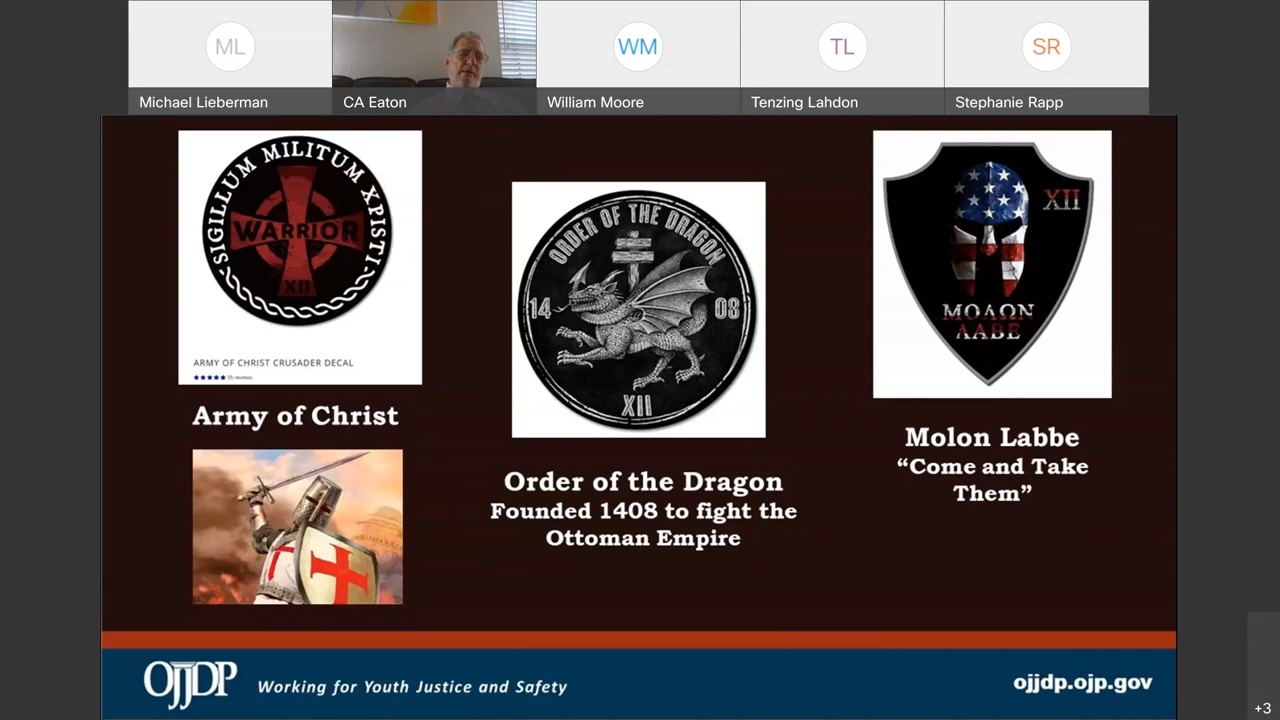 ML
Michael Lieberman
CA Eaton
WM
William Moore
TL
Tenzing Lahdon
SR
Stephanie Rapp
SIGILLUM MILITUM XPISTI
WARRIOR
XII
ARMY OF CHRIST CRUSADER DECAL
35 reviews
Army of Christ
ORDER OF THE DRAGON
14 08
XII
Order of the Dragon
Founded 1408 to fight the
Ottoman Empire
XII
ΜΟΛΩΝ
ΛΑΒΕ
Molon Labbe
“Come and Take
Them”
OJJDP
Working for Youth Justice and Safety
ojjdp.ojp.gov
+3